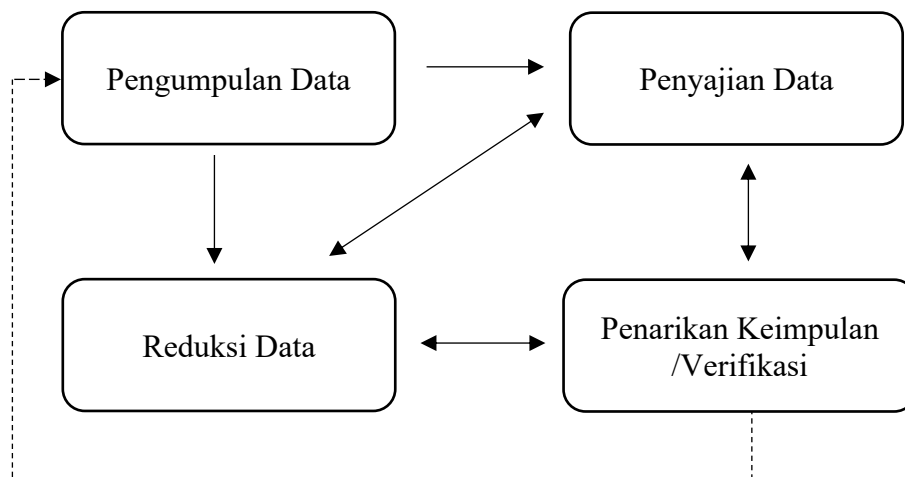 Pengumpulan Data
Penyajian Data
Reduksi Data
Penarikan Keimpulan
/Verifikasi